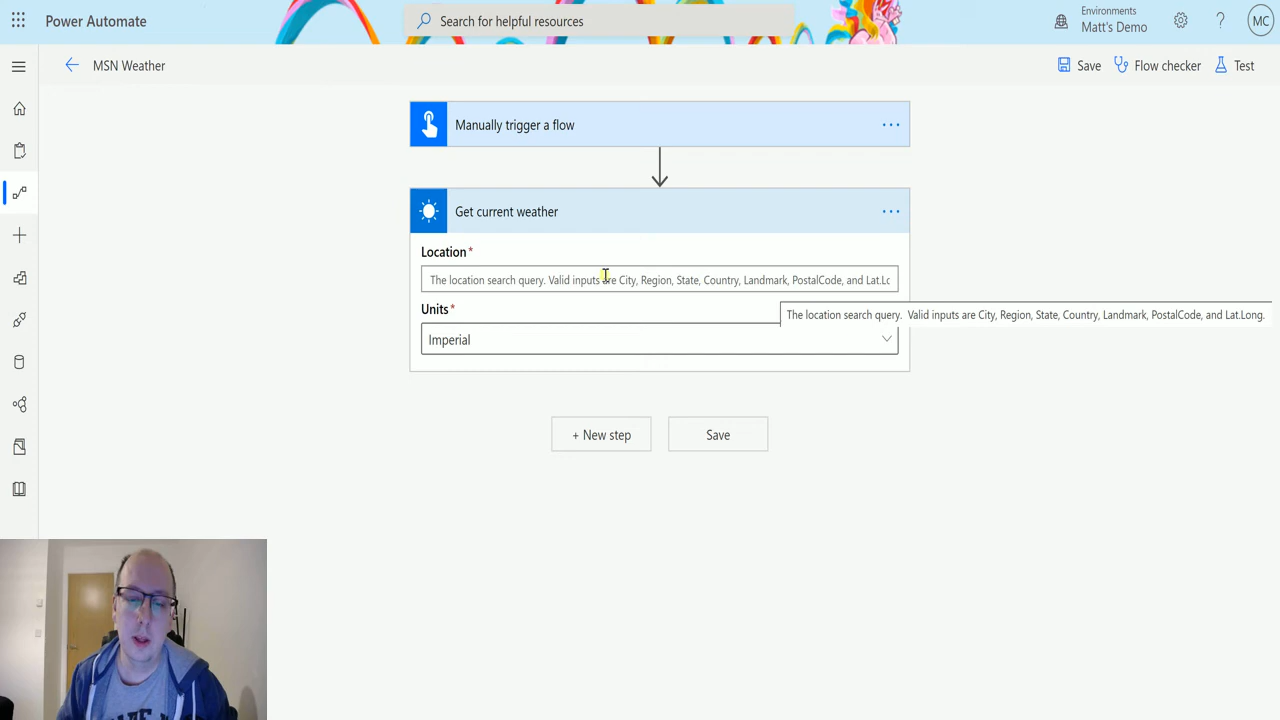 Power Automate
Search for helpful resources
Environments
Matt's Demo
?
MC
MSN Weather
Save
Flow checker
Test
Manually trigger a flow
...
Get current weather
...
Location *
The location search query. Valid inputs are City, Region, State, Country, Landmark, PostalCode, and Lat.Lo
Units *
The location search query. Valid inputs are City, Region, State, Country, Landmark, PostalCode, and Lat.Long.
Imperial
+ New step
Save